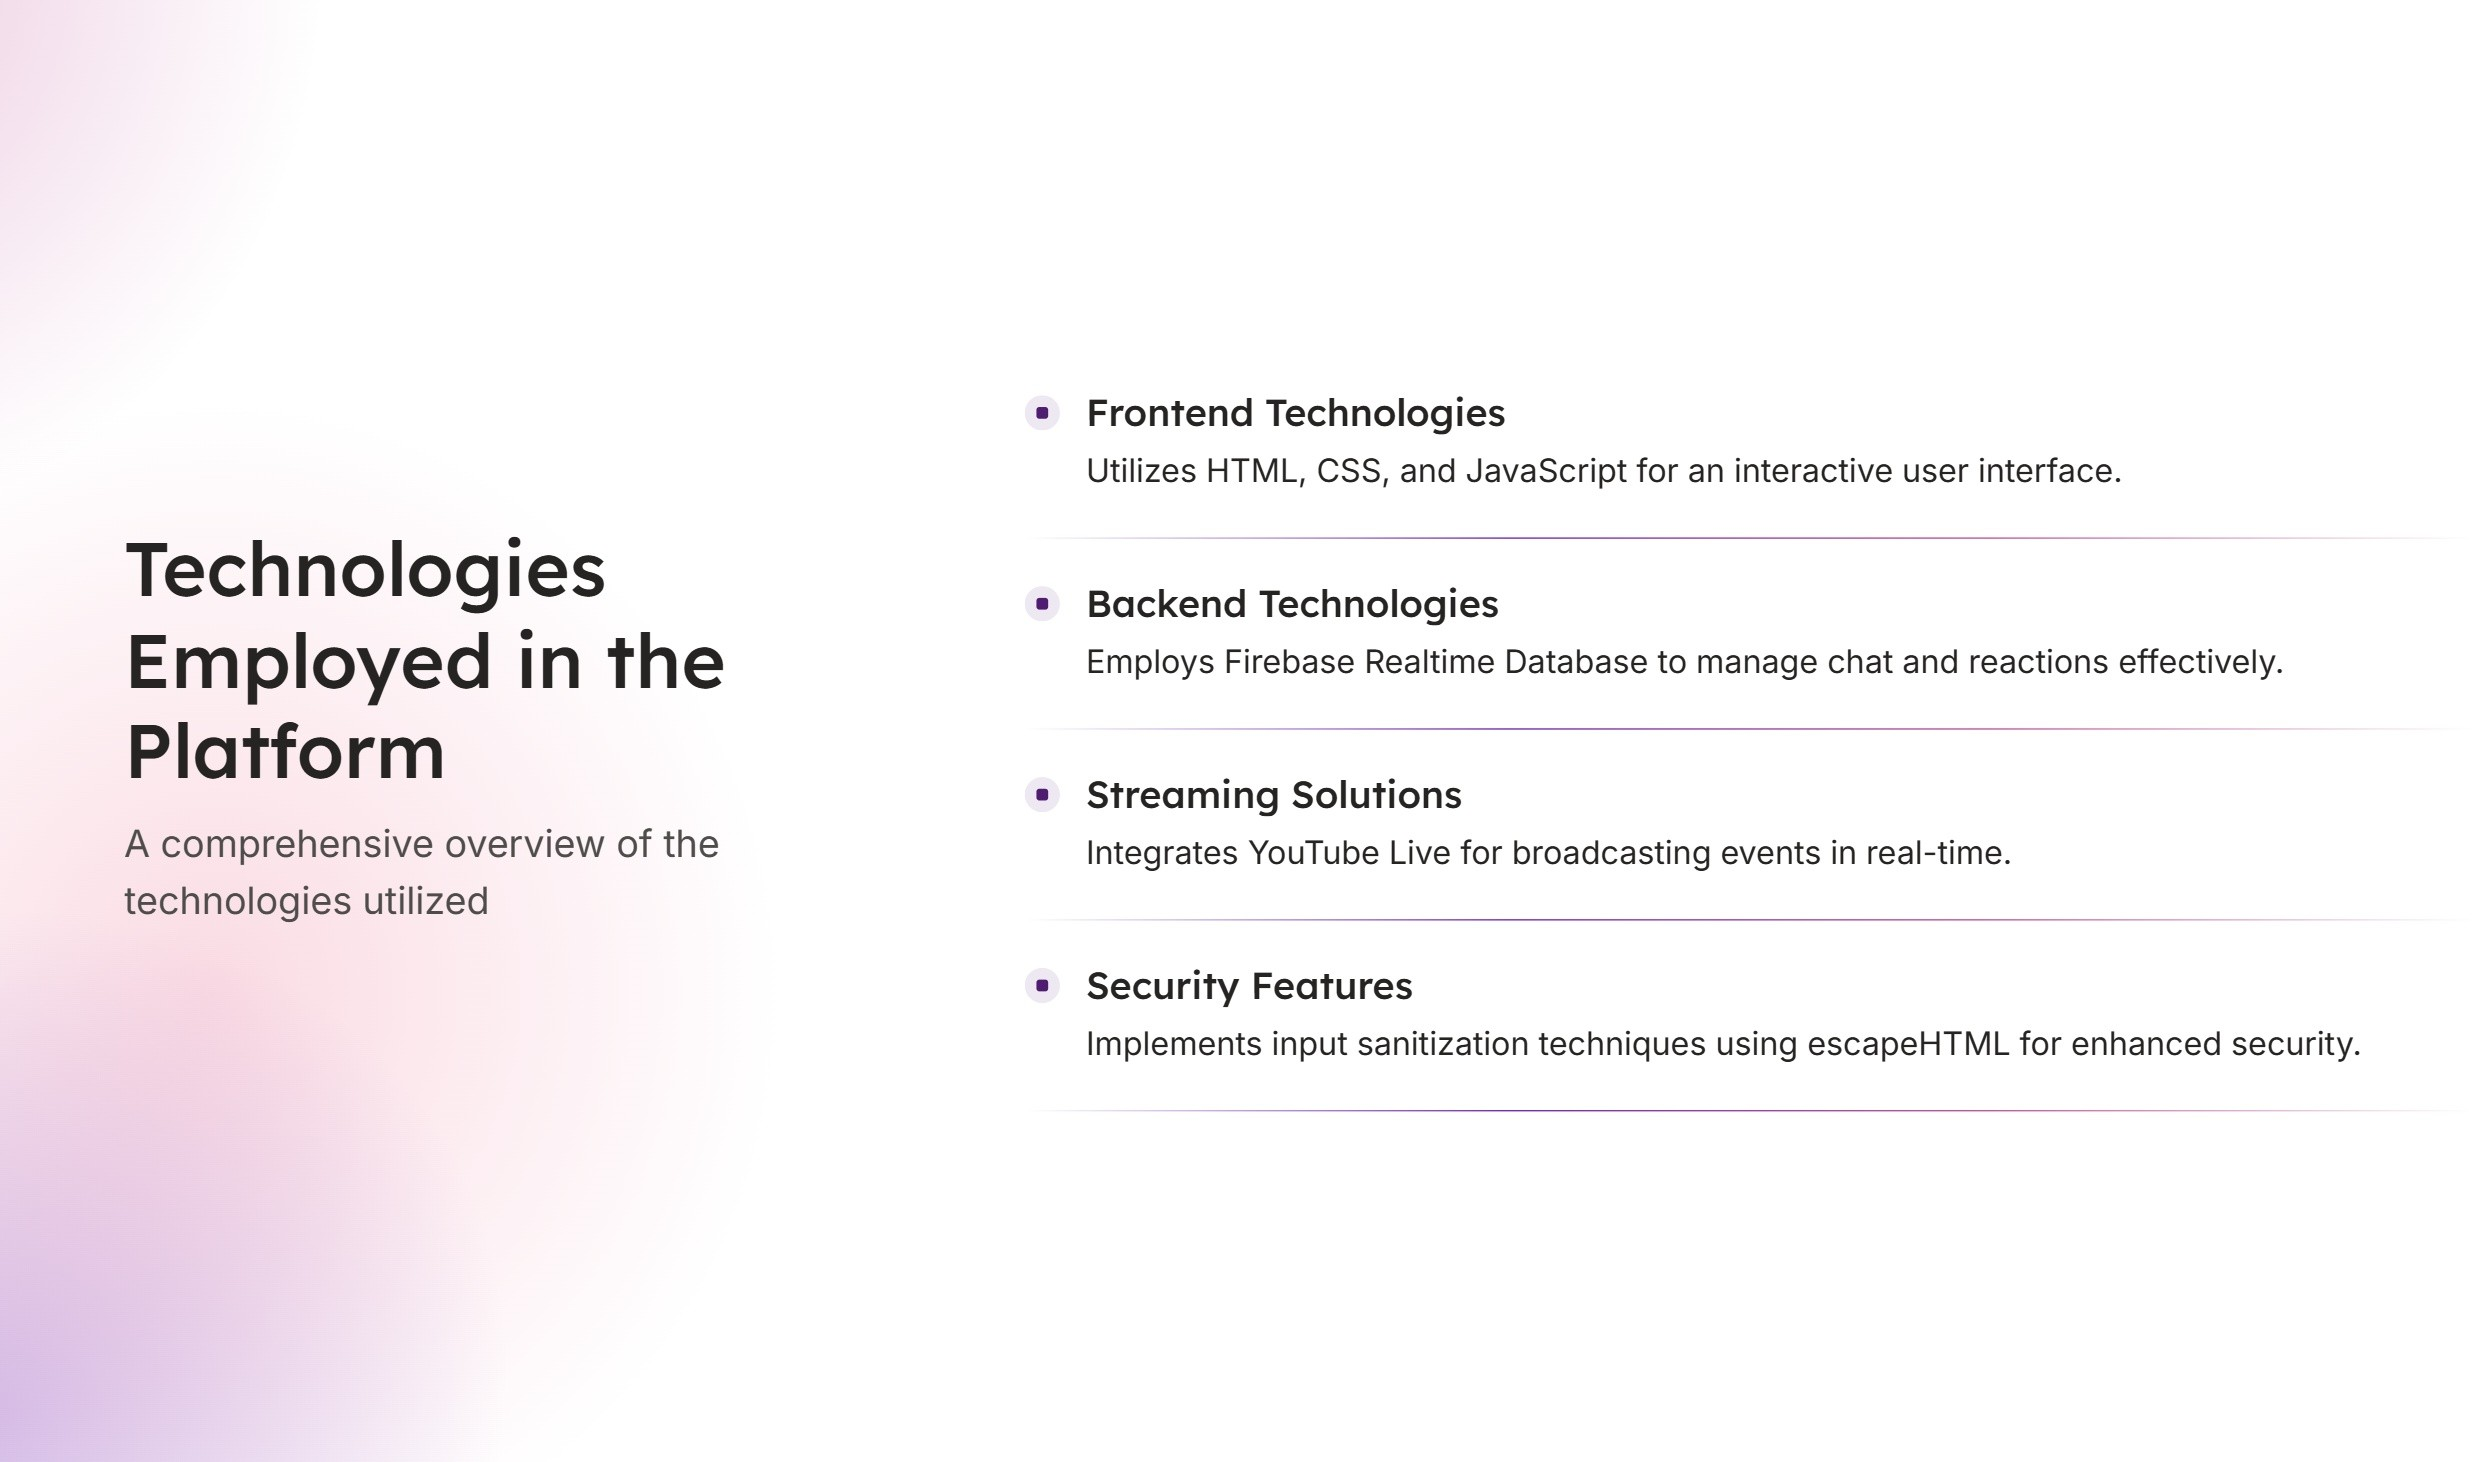 Technologies
Employed in the
Platform
A comprehensive overview of the
technologies utilized
Frontend Technologies
Utilizes HTML, CSS, and JavaScript for an interactive user interface.
Backend Technologies
Employs Firebase Realtime Database to manage chat and reactions effectively.
Streaming Solutions
Integrates YouTube Live for broadcasting events in real-time.
Security Features
Implements input sanitization techniques using escapeHTML for enhanced security.